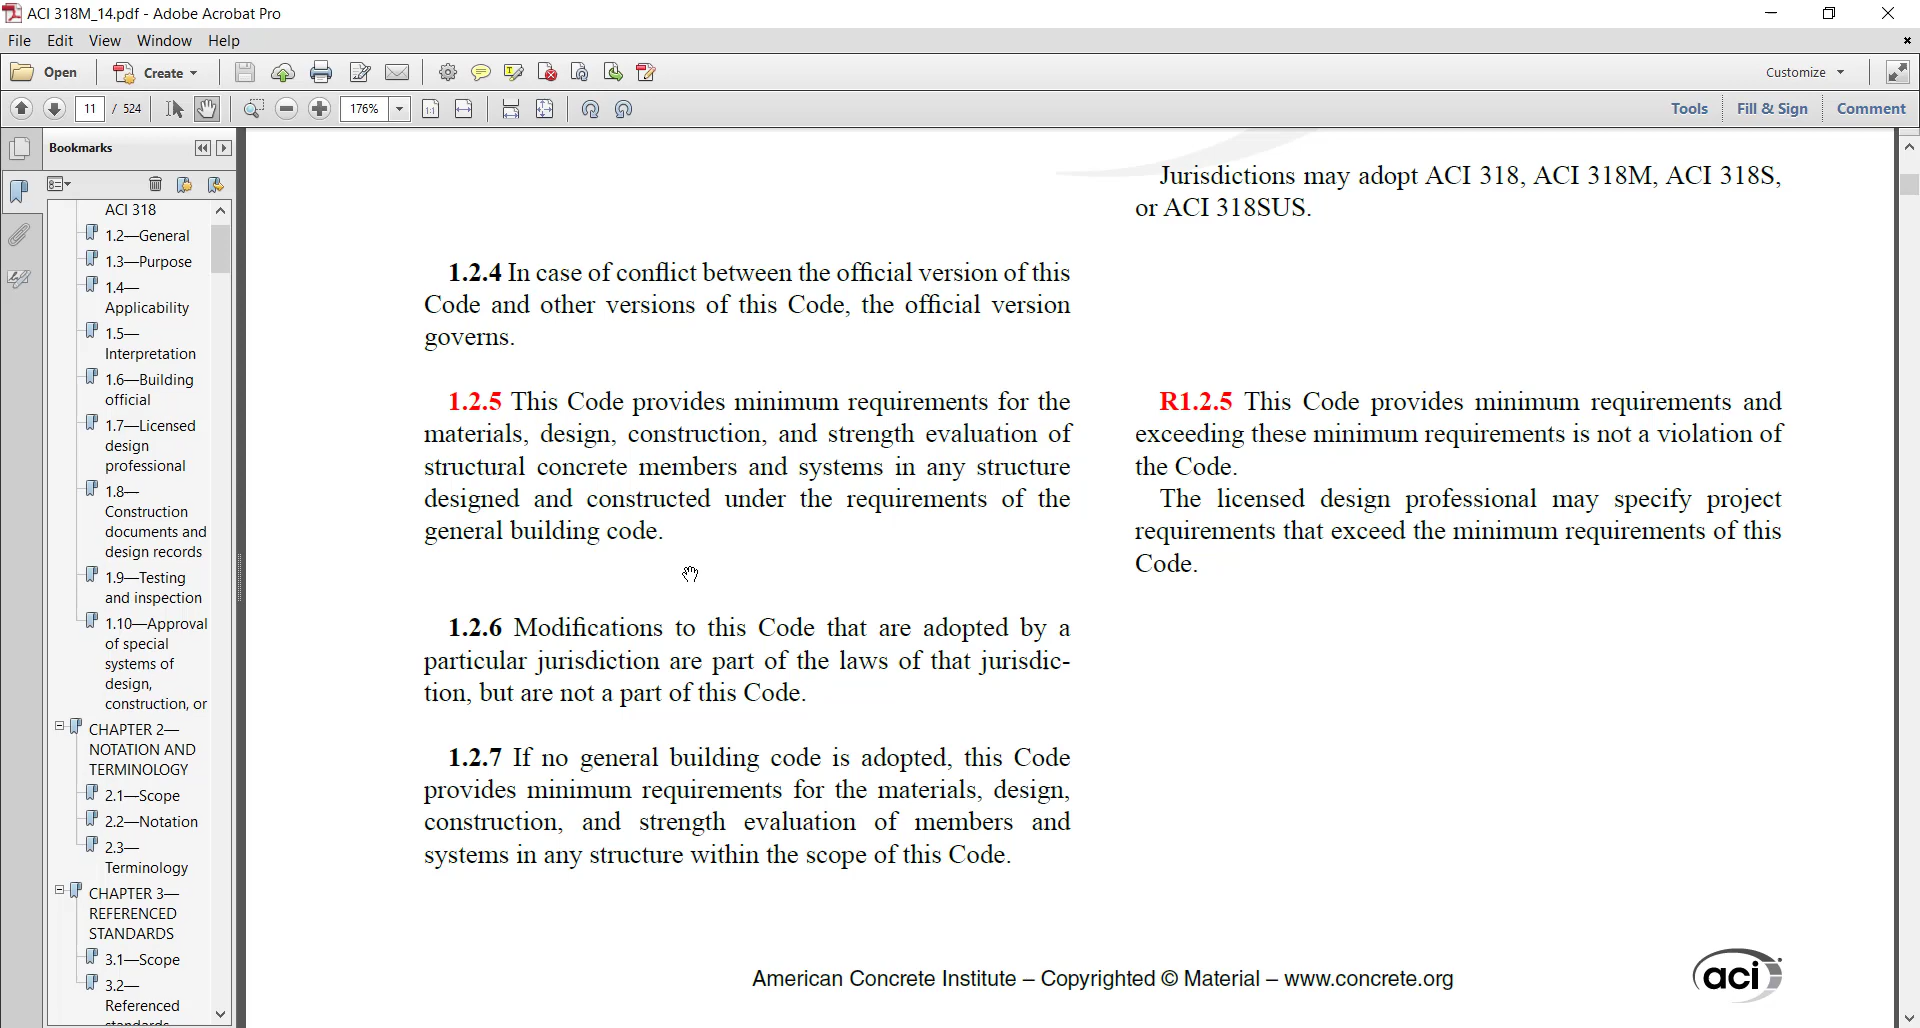 ACI 318M_14.pdf - Adobe Acrobat Pro
File Edit View Window Help
Open Create Customize
11 / 524 176% Tools Fill & Sign Comment
Bookmarks
ACI 318
1.2—General
1.3—Purpose
1.4—
Applicability
1.5—
Interpretation
1.6—Building
official
1.7—Licensed
design
professional
1.8—
Construction
documents and
design records
1.9—Testing
and inspection
1.10—Approval
of special
systems of
design,
construction, or
CHAPTER 2—
NOTATION AND
TERMINOLOGY
2.1—Scope
2.2—Notation
2.3—
Terminology
CHAPTER 3—
REFERENCED
STANDARDS
3.1—Scope
3.2—
Referenced
standards
1.2.4 In case of conflict between the official version of this
Code and other versions of this Code, the official version
governs.
1.2.5 This Code provides minimum requirements for the
materials, design, construction, and strength evaluation of
structural concrete members and systems in any structure
designed and constructed under the requirements of the
general building code.
1.2.6 Modifications to this Code that are adopted by a
particular jurisdiction are part of the laws of that jurisdic-
tion, but are not a part of this Code.
1.2.7 If no general building code is adopted, this Code
provides minimum requirements for the materials, design,
construction, and strength evaluation of members and
systems in any structure within the scope of this Code.
Jurisdictions may adopt ACI 318, ACI 318M, ACI 318S,
or ACI 318SUS.
R1.2.5 This Code provides minimum requirements and
exceeding these minimum requirements is not a violation of
the Code.
The licensed design professional may specify project
requirements that exceed the minimum requirements of this
Code.
American Concrete Institute – Copyrighted © Material – www.concrete.org
aci